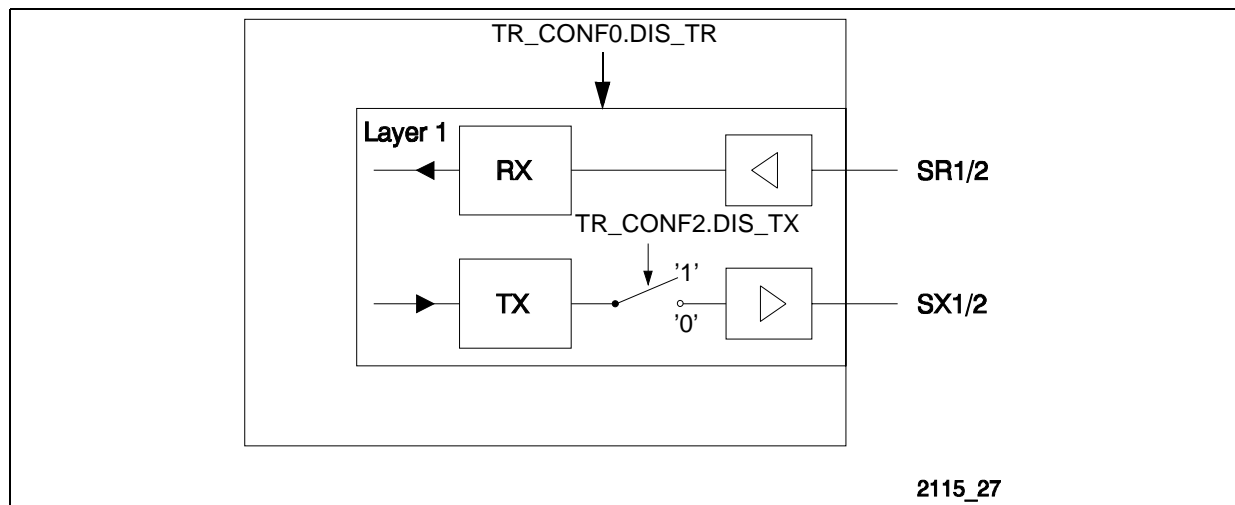 TR_CONF0.DIS_TR
Layer 1
RX
SR1/2
TR_CONF2.DIS_TX
TX
’1’
’0’
SX1/2
2115_27